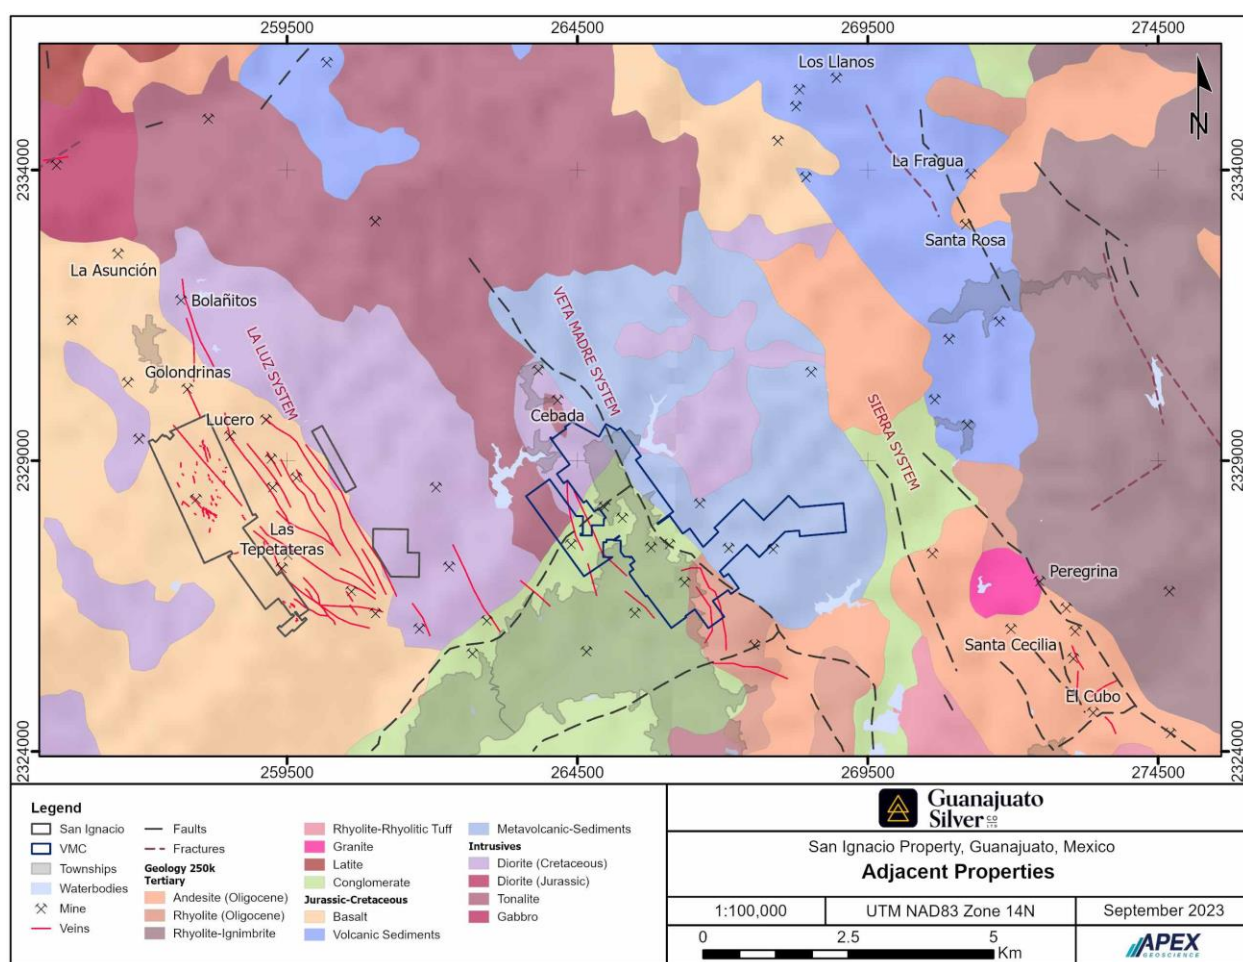 259500 264500 269500 274500
Los Llanos
N
2334000 2334000
La Fragua
Santa Rosa
La Asunción
Bolañitos
LA LUZ SYSTEM
VETA MADRE SYSTEM
Golondrinas
Lucero
Cebada
SIERRA SYSTEM
2329000 2329000
Las
Tepetateras
Peregrina
Santa Cecilia
El Cubo
2324000 2324000
259500 264500 269500 274500
Legend
San Ignacio
VMC
Townships
Waterbodies
Mine
Veins
Faults
Fractures
Geology 250k
Tertiary
Andesite (Oligocene)
Rhyolite (Oligocene)
Rhyolite-Ignimbrite
Rhyolite-Rhyolitic Tuff
Granite
Latite
Conglomerate
Jurassic-Cretaceous
Basalt
Volcanic Sediments
Metavolcanic-Sediments
Intrusives
Diorite (Cretaceous)
Diorite (Jurassic)
Tonalite
Gabbro
Guanajuato
Silver CO LTD
San Ignacio Property, Guanajuato, Mexico
Adjacent Properties
1:100,000 UTM NAD83 Zone 14N September 2023
0 2.5 5
Km
APEX
GEOSCIENCE